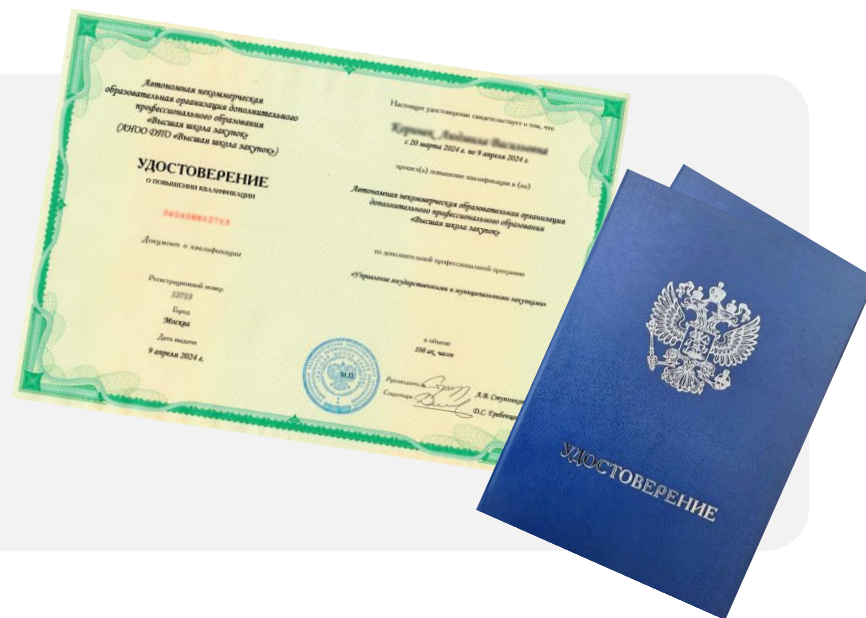 Автономная некоммерческая
образовательная организация дополнительного
профессионального образования
«Высшая школа закупок»
(АНОО ДПО «Высшая школа закупок»)
УДОСТОВЕРЕНИЕ
О ПОВЫШЕНИИ КВАЛИФИКАЦИИ
Документ о квалификации
Регистрационный номер
12713
Город
Москва
Дата выдачи
9 апреля 2024 г.
Настоящее удостоверение свидетельствует о том, что
с 20 марта 2024 г. по 9 апреля 2024 г.
прошел(а) повышение квалификации в (на)
Автономная некоммерческая образовательная организация
дополнительного профессионального образования
«Высшая школа закупок»
по дополнительной профессиональной программе
«Управление государственными и муниципальными закупками»
в объеме
108 ак. часов
М.П.
Руководитель
А.В.
Секретарь
Д.С.
УДОСТОВЕРЕНИЕ